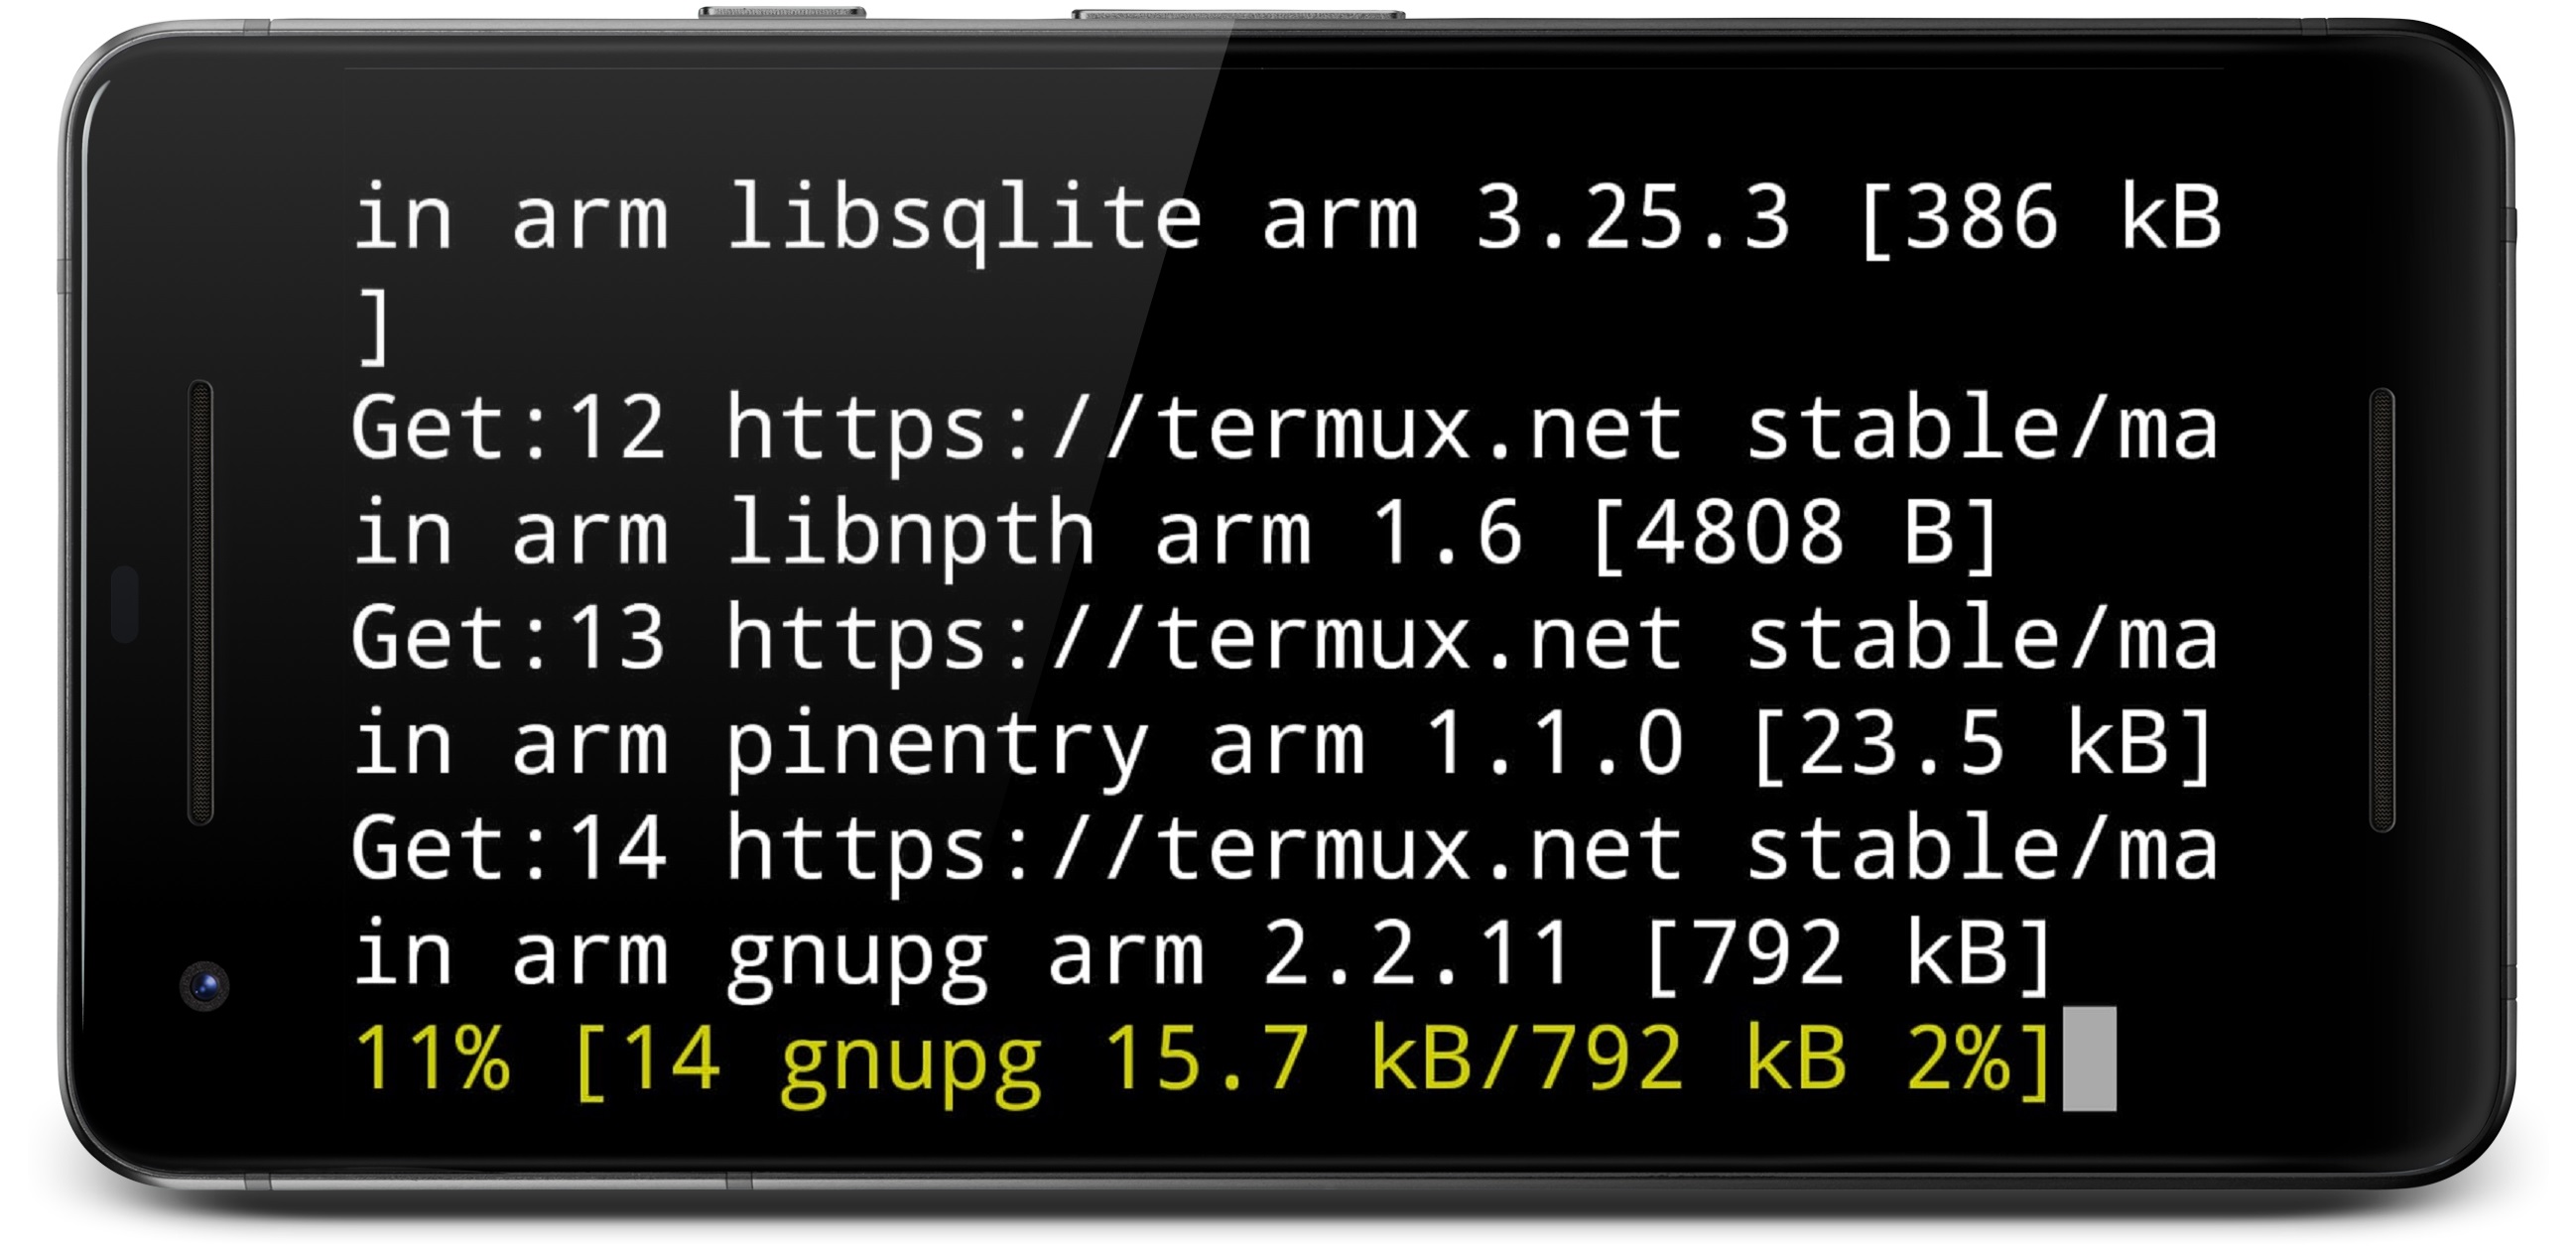 in arm libsqlite arm 3.25.3 [386 kB
]
Get:12 https://termux.net stable/ma
in arm libnpth arm 1.6 [4808 B]
Get:13 https://termux.net stable/ma
in arm pinentry arm 1.1.0 [23.5 kB]
Get:14 https://termux.net stable/ma
in arm gnupg arm 2.2.11 [792 kB]
11% [14 gnupg 15.7 kB/792 kB 2%]